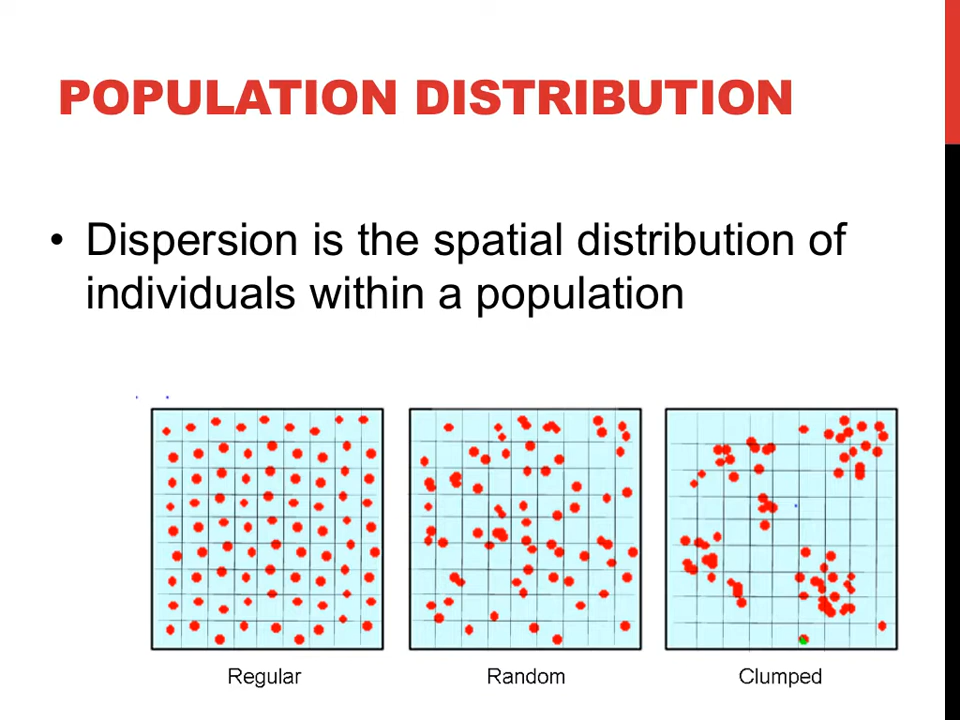 POPULATION DISTRIBUTION
• Dispersion is the spatial distribution of
individuals within a population
Regular
Random
Clumped